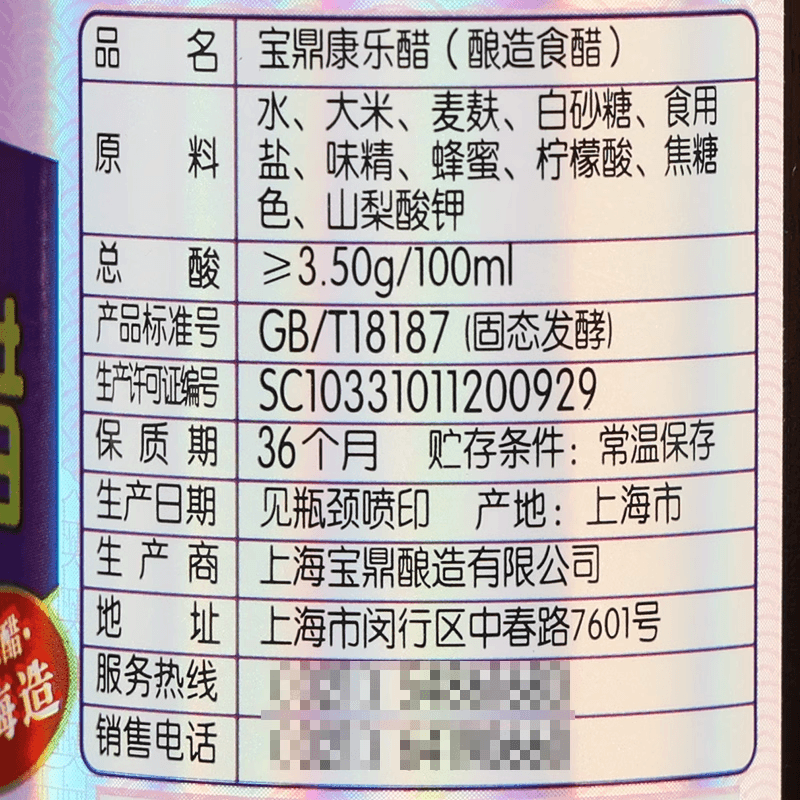 品名 宝鼎康乐醋（酿造食醋）
原料 水、大米、麦麸、白砂糖、食用
盐、味精、蜂蜜、柠檬酸、焦糖
色、山梨酸钾
总酸 ≥3.50g/100ml
产品标准号 GB/T18187 (固态发酵)
生产许可证编号 SC10331011200929
保质期 36个月 贮存条件：常温保存
生产日期 见瓶颈喷印 产地：上海市
生产商 上海宝鼎酿造有限公司
地址 上海市闵行区中春路7601号
服务热线
销售电话
醋·
海造